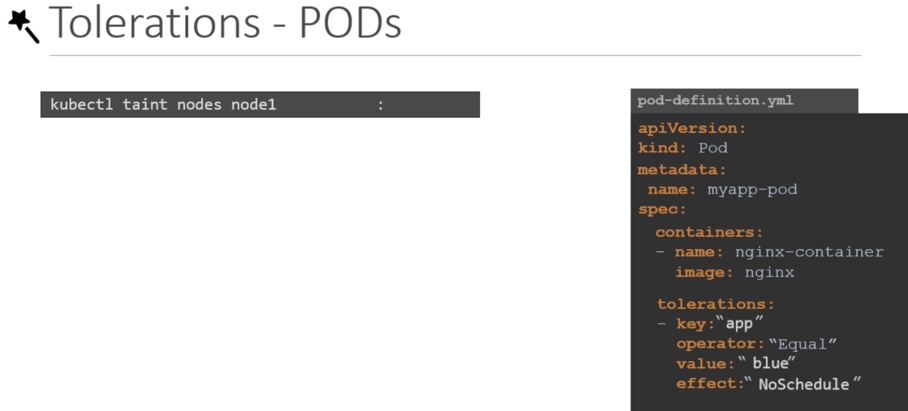 Tolerations - PODs
kubectl taint nodes node1 :
pod-definition.yml
apiVersion:
kind: Pod
metadata:
name: myapp-pod
spec:
containers:
- name: nginx-container
image: nginx
tolerations:
- key:“app”
operator:“Equal”
value:“ blue”
effect:“ NoSchedule”